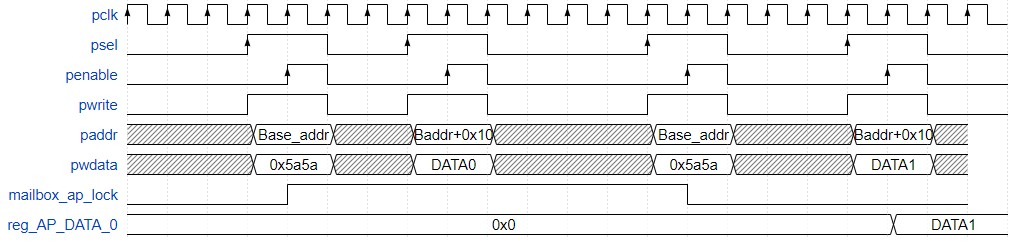 pclk
psel
penable
pwrite
paddr Base_addr Baddr+0x10 Base_addr Baddr+0x10
pwdata 0x5a5a DATA0 0x5a5a DATA1
mailbox_ap_lock
reg_AP_DATA_0 0x0 DATA1